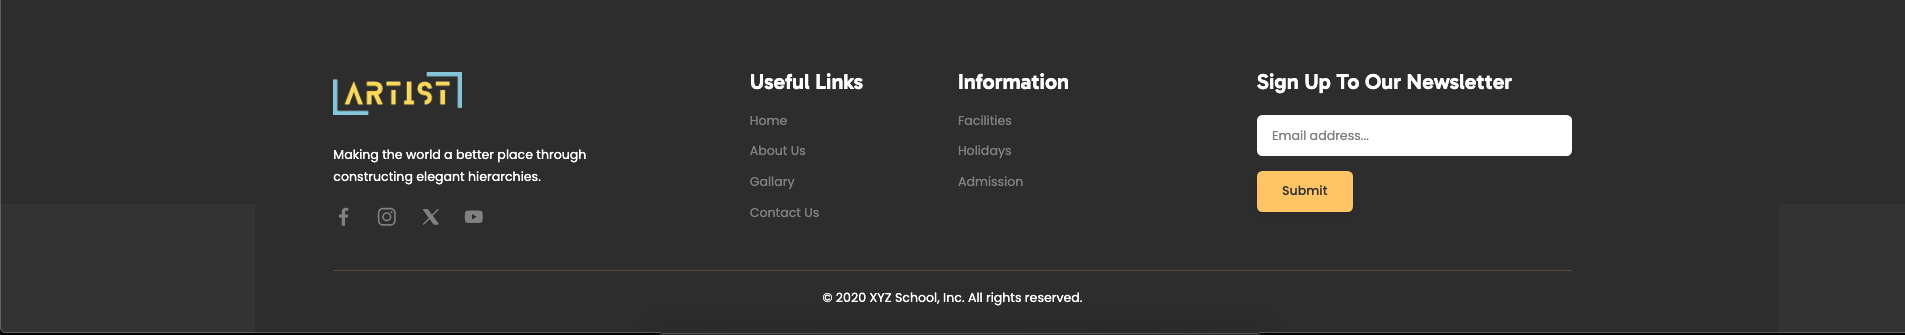 ARTIST
Making the world a better place through
constructing elegant hierarchies.
Useful Links
Home
About Us
Gallary
Contact Us
Information
Facilities
Holidays
Admission
Sign Up To Our Newsletter
Email address...
Submit
© 2020 XYZ School, Inc. All rights reserved.